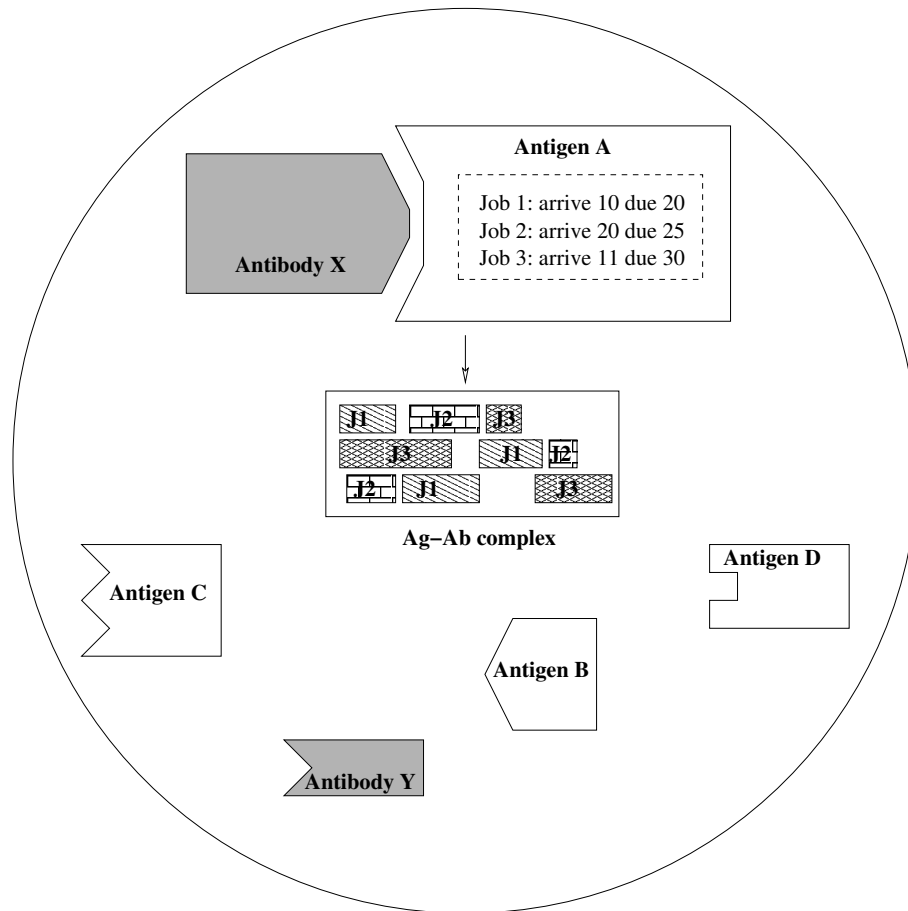 Antigen A
Job 1: arrive 10 due 20
Job 2: arrive 20 due 25
Job 3: arrive 11 due 30
Antibody X
J1 J2 J3
J3 J1 J2
J2 J1 J3
Ag−Ab complex
Antigen D
Antigen C
Antigen B
Antibody Y